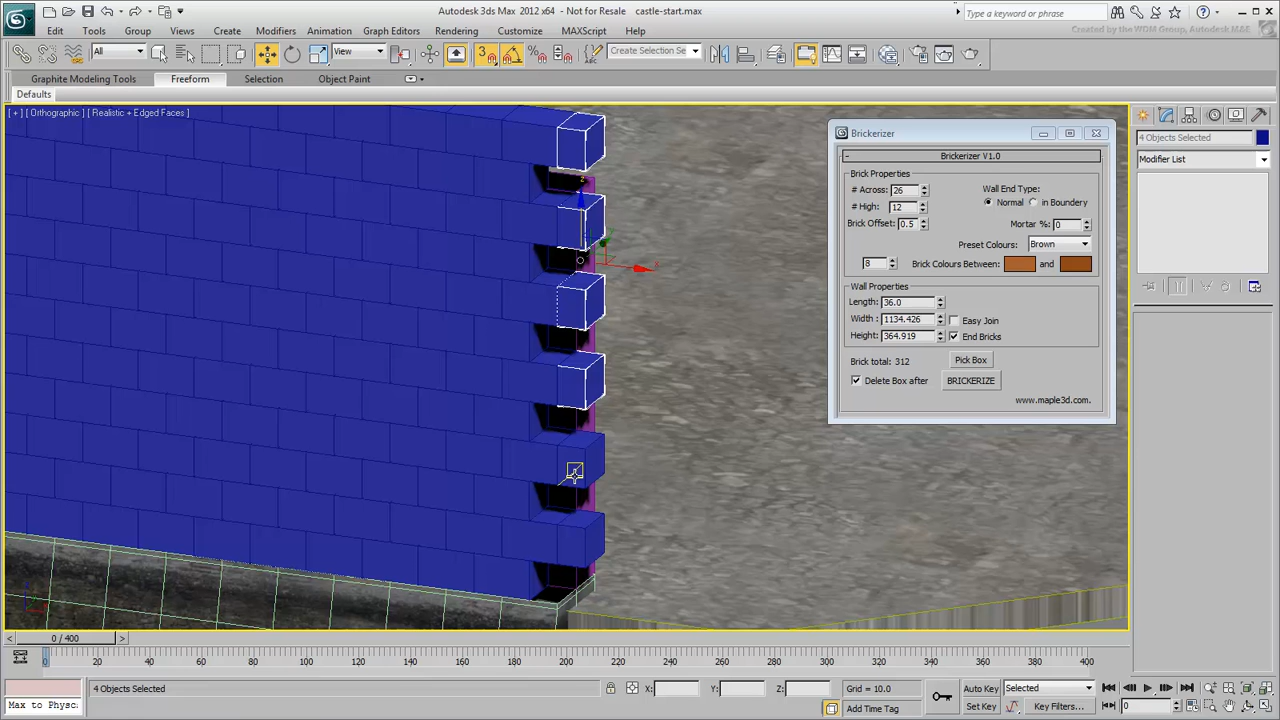 Autodesk 3ds Max 2012 x64 - Not for Resale castle-start.max
Type a keyword or phrase
Edit Tools Group Views Create Modifiers Animation Graph Editors Rendering Customize MAXScript Help
Created by the WDM Group, Autodesk M&E
All View 3 Create Selection Se
Graphite Modeling Tools Freeform Selection Object Paint
Defaults
[ + ] [ Orthographic ] [ Realistic + Edged Faces ]
4 Objects Selected
Modifier List
Brickerizer
Brickerizer V1.0
Brick Properties
# Across: 26 Wall End Type:
# High: 12 Normal in Boundery
Brick Offset: 0.5 Mortar %: 0
Preset Colours: Brown
8 Brick Colours Between: and
Wall Properties
Length: 36.0
Width : 1134.426 Easy Join
Height: 364.919 End Bricks
Brick total: 312 Pick Box
Delete Box after BRICKERIZE
www.maple3d.com.
z
x
0 / 400
0 20 40 60 80 100 120 140 160 180 200 220 240 260 280 300 320 340 360 380 400
4 Objects Selected X: Y: Z: Grid = 10.0 Auto Key Selected
Max to Physc Add Time Tag Set Key Key Filters... 0